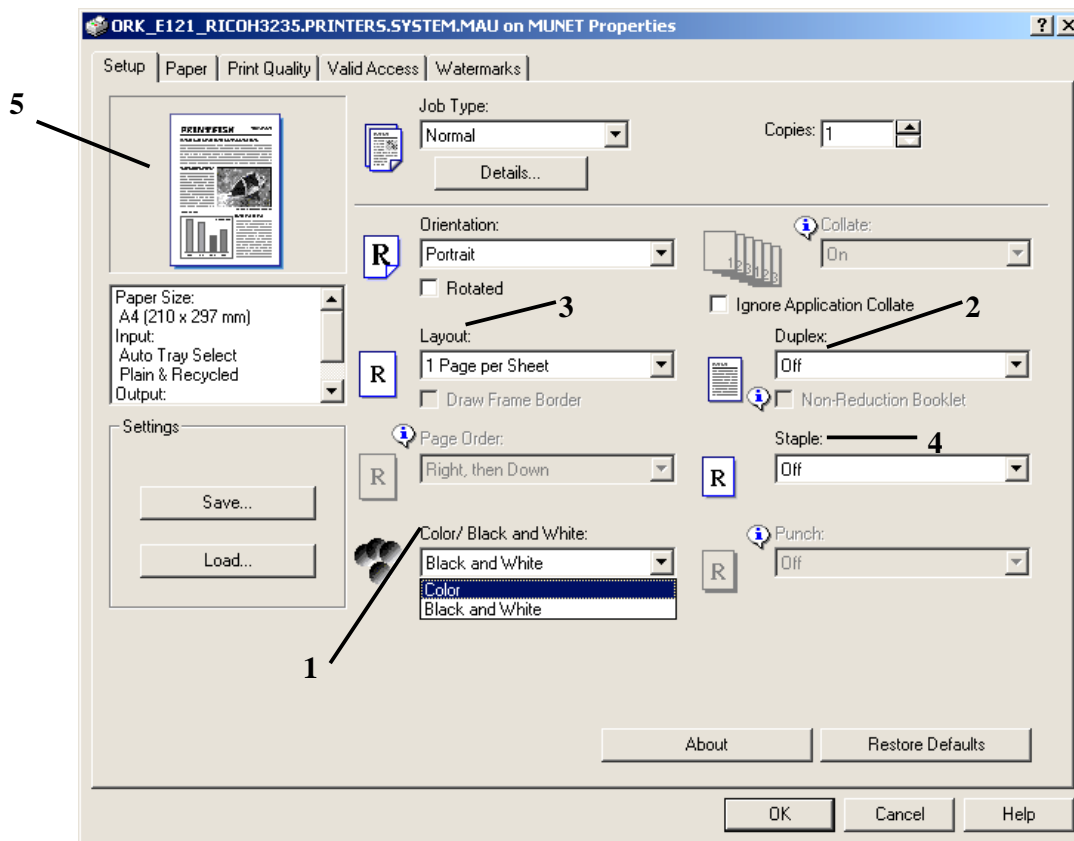 ORK_E121_RICOH3235.PRINTERS.SYSTEM.MAU on MUNET Properties
Setup Paper Print Quality Valid Access Watermarks
5
PRINTFISH
Job Type:
Normal
Details...
Copies: 1
Orientation:
Portrait
Rotated
Collate:
On
Ignore Application Collate
Paper Size:
A4 (210 x 297 mm)
Input:
Auto Tray Select
Plain & Recycled
Output:
3
Layout:
1 Page per Sheet
Draw Frame Border
2
Duplex:
Off
Non-Reduction Booklet
Settings
Save...
Load...
Page Order:
Right, then Down
Staple:
4
Off
Color/ Black and White:
Black and White
Color
Black and White
1
Punch:
Off
R
R
R
R
R
123123
About
Restore Defaults
OK
Cancel
Help